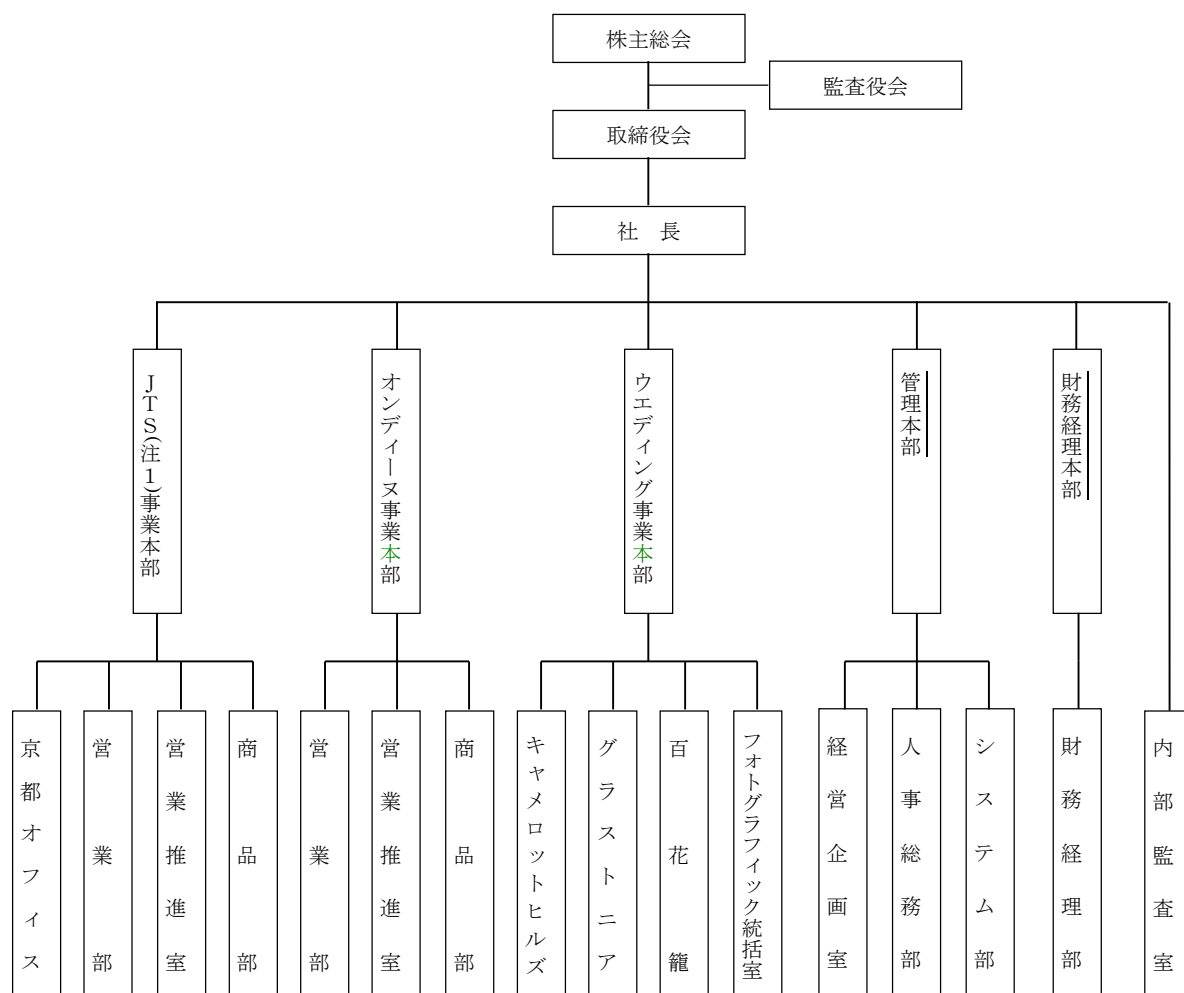 株主総会
監査役会
取締役会
社 長
JTS(注1)事業本部
オンディーヌ事業本部
ウエディング事業本部
管理本部
財務経理本部
京都オフィス
営業部
営業推進室
商品部
営業部
営業推進室
商品部
キャメロットヒルズ
グラストニア
百花籠
フォトグラフィック統括室
経営企画室
人事総務部
システム部
財務経理部
内部監査室